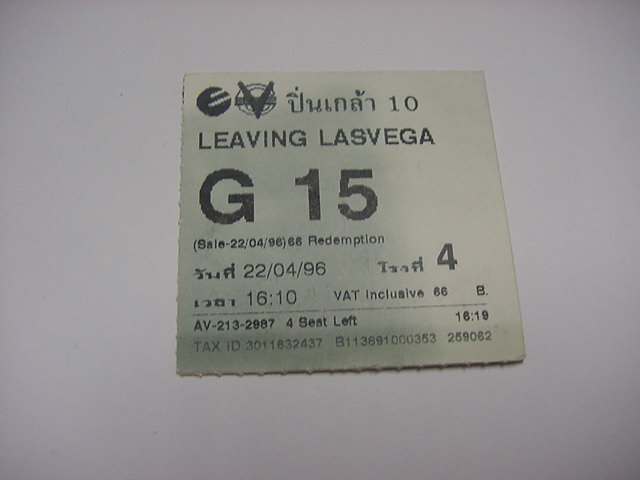 ปิ่นเกล้า 10
LEAVING LASVEGA
G 15
(Sale-22/04/96)66 Redemption
วันที่ 22/04/96 โรงที่ 4
เวลา 16:10 VAT Inclusive 66 B.
AV-213-2987 4 Seat Left 16:19
TAX ID 3011632437 B113891000353 259062